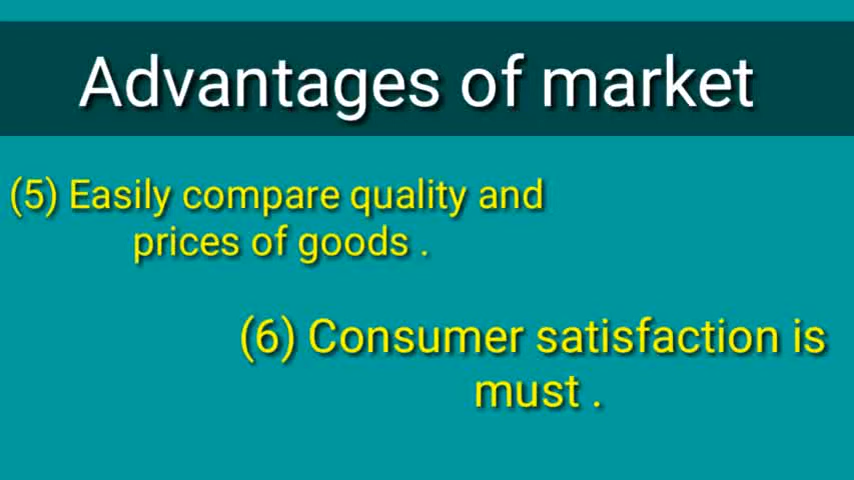 Advantages of market
(5) Easily compare quality and
prices of goods .
(6) Consumer satisfaction is
must .